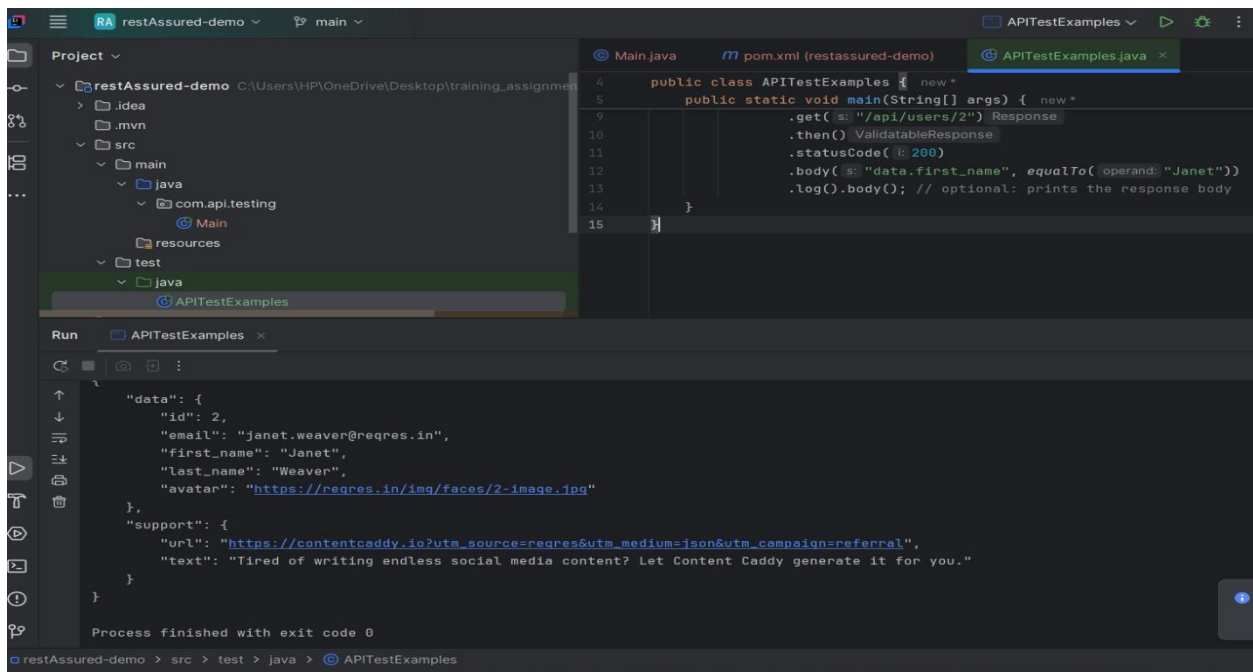 RA restAssured-demo main APITestExamples
Project
restAssured-demo C:\Users\HP\OneDrive\Desktop\training_assignmen
.idea
.mvn
src
main
java
com.api.testing
Main
resources
test
java
APITestExamples
Main.java pom.xml (restassured-demo) APITestExamples.java
4 public class APITestExamples { new *
5 public static void main(String[] args) { new *
9 .get( s: "/api/users/2") Response
10 .then() ValidatableResponse
11 .statusCode( i: 200)
12 .body( s: "data.first_name", equalTo( operand: "Janet"))
13 .log().body(); // optional: prints the response body
14 }
15 }
Run APITestExamples
{
"data": {
"id": 2,
"email": "janet.weaver@reqres.in",
"first_name": "Janet",
"last_name": "Weaver",
"avatar": "https://reqres.in/img/faces/2-image.jpg"
},
"support": {
"url": "https://contentcaddy.io?utm_source=reqres&utm_medium=json&utm_campaign=referral",
"text": "Tired of writing endless social media content? Let Content Caddy generate it for you."
}
}
Process finished with exit code 0
restAssured-demo > src > test > java > APITestExamples